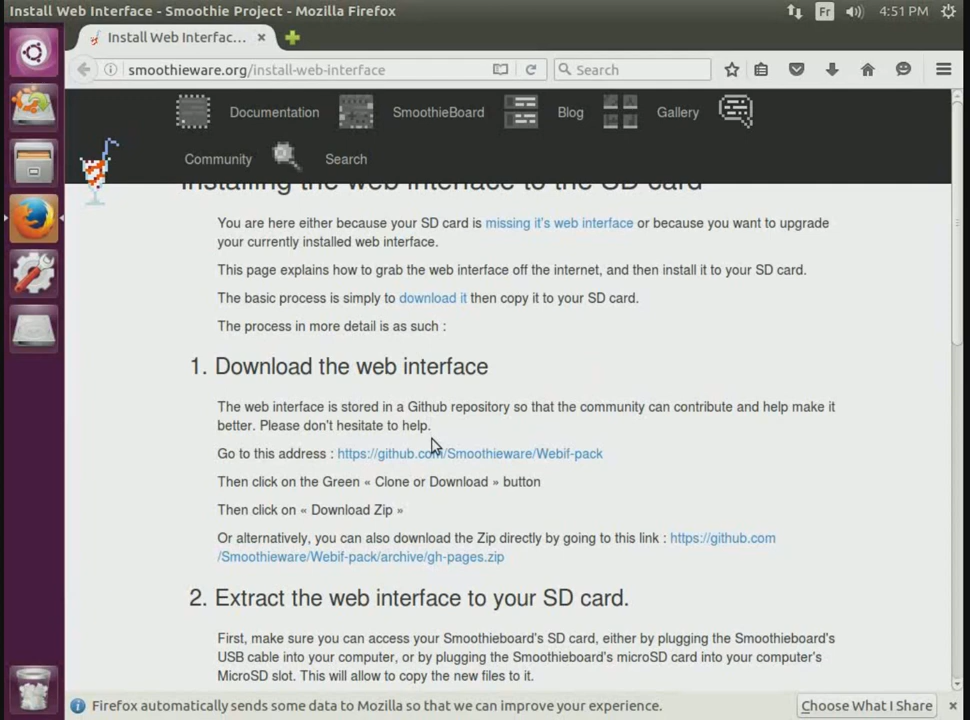 Install Web Interface - Smoothie Project - Mozilla Firefox
Fr
4:51 PM
Install Web Interfac...
smoothieware.org/install-web-interface
Search
Documentation
SmoothieBoard
Blog
Gallery
Community
Search
Installing the web interface to the SD card
You are here either because your SD card is missing it's web interface or because you want to upgrade
your currently installed web interface.
This page explains how to grab the web interface off the internet, and then install it to your SD card.
The basic process is simply to download it then copy it to your SD card.
The process in more detail is as such :
1. Download the web interface
The web interface is stored in a Github repository so that the community can contribute and help make it
better. Please don't hesitate to help.
Go to this address : https://github.com/Smoothieware/Webif-pack
Then click on the Green « Clone or Download » button
Then click on « Download Zip »
Or alternatively, you can also download the Zip directly by going to this link : https://github.com
/Smoothieware/Webif-pack/archive/gh-pages.zip
2. Extract the web interface to your SD card.
First, make sure you can access your Smoothieboard's SD card, either by plugging the Smoothieboard's
USB cable into your computer, or by plugging the Smoothieboard's microSD card into your computer's
MicroSD slot. This will allow to copy the new files to it.
Firefox automatically sends some data to Mozilla so that we can improve your experience.
Choose What I Share